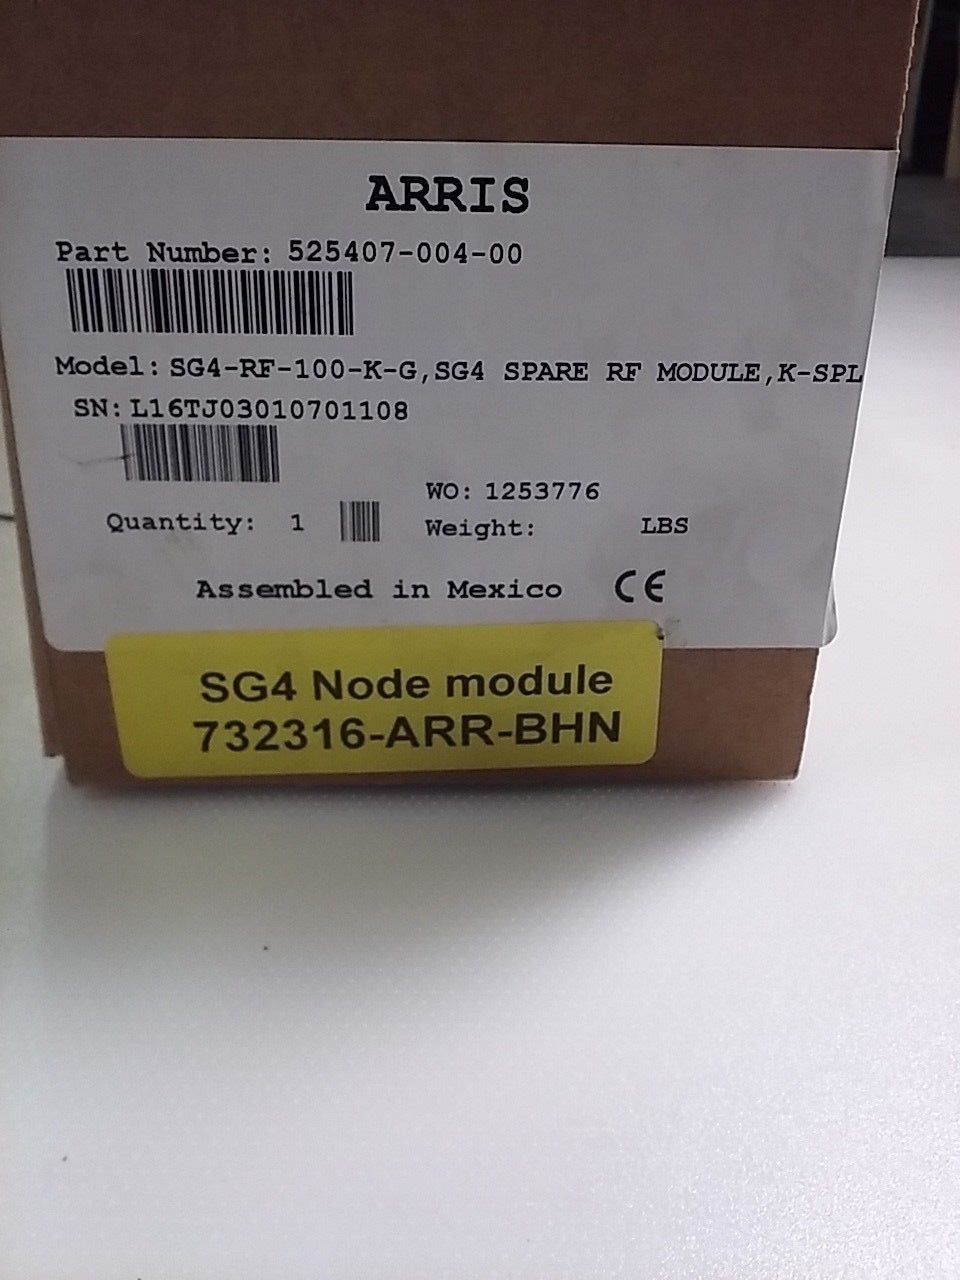 ARRIS
Part Number: 525407-004-00
Model: SG4-RF-100-K-G,SG4 SPARE RF MODULE,K-SPL
SN: L16TJ03010701108
WO: 1253776
Quantity: 1
Weight: LBS
Assembled in Mexico CE
SG4 Node module
732316-ARR-BHN